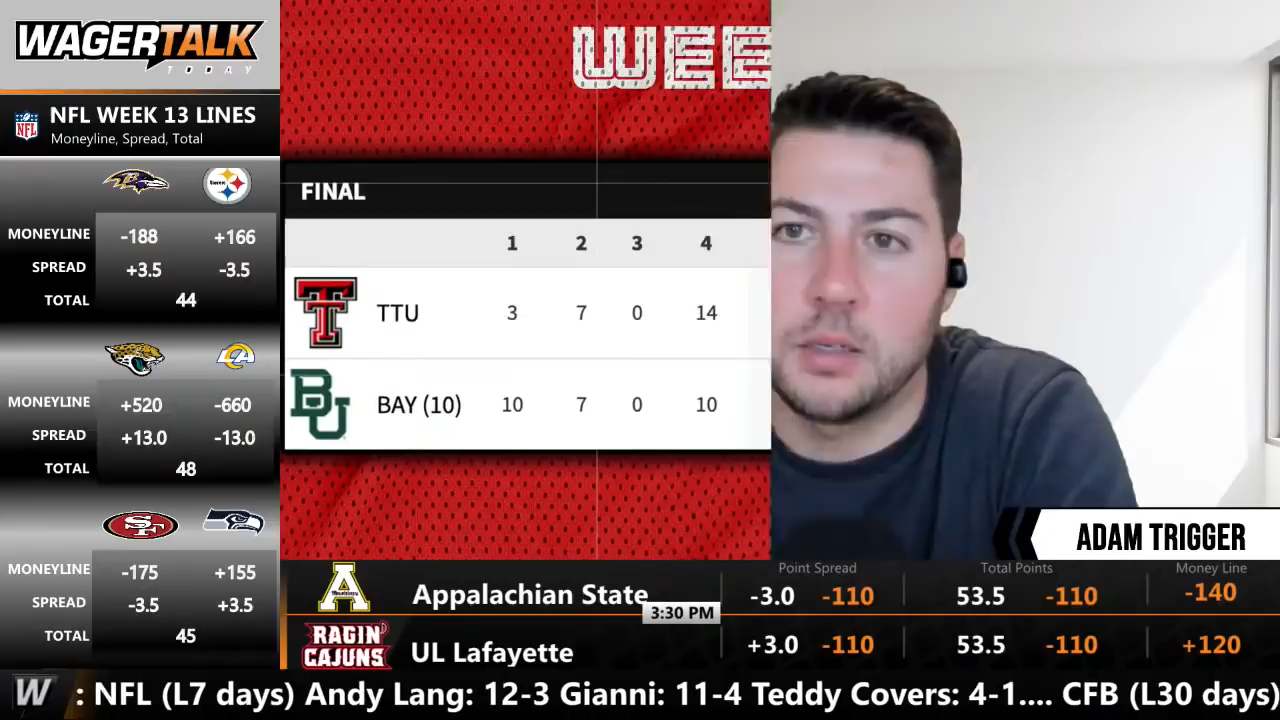 WAGERTALK
TODAY
NFL WEEK 13 LINES
Moneyline, Spread, Total
MONEYLINE -188 +166
SPREAD +3.5 -3.5
TOTAL 44
MONEYLINE +520 -660
SPREAD +13.0 -13.0
TOTAL 48
MONEYLINE -175 +155
SPREAD -3.5 +3.5
TOTAL 45
WEE
FINAL
1 2 3 4
TTU 3 7 0 14
BAY (10) 10 7 0 10
ADAM TRIGGER
Point Spread Total Points Money Line
Appalachian State -3.0 -110 53.5 -110 -140
3:30 PM
RAGIN'
CAJUNS
UL Lafayette +3.0 -110 53.5 -110 +120
W : NFL (L7 days) Andy Lang: 12-3 Gianni: 11-4 Teddy Covers: 4-1.... CFB (L30 days)